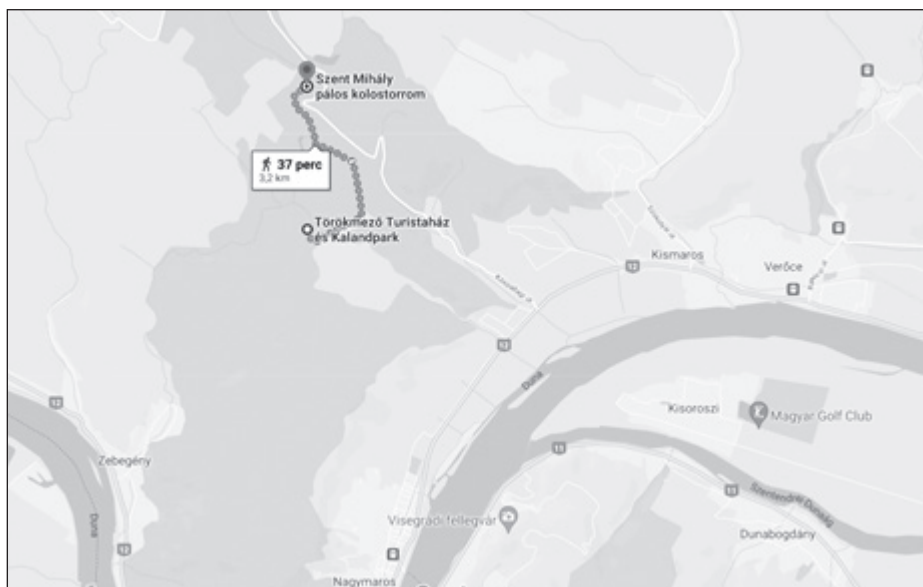 Szent Mihály
pálos kolostorrom
37 perc
3,2 km
Törökmező Turistaház
és Kalandpark
12
Kismaros
Verőce
12
Duna
12
Kisoroszi
Magyar Golf Club
Zebegény
11
Szentendrei Dunaág
11
Duna
Visegrádi fellegvár
Dunabogdány
12
Nagymaros